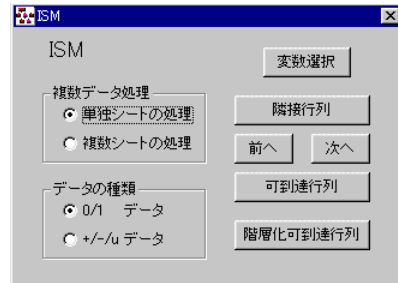 ISM
ISM
変数選択
複数データ処理
単独シートの処理
隣接行列
複数シートの処理
前へ 次へ
データの種類
可到達行列
0/1 データ
+/-/u データ
階層化可到達行列